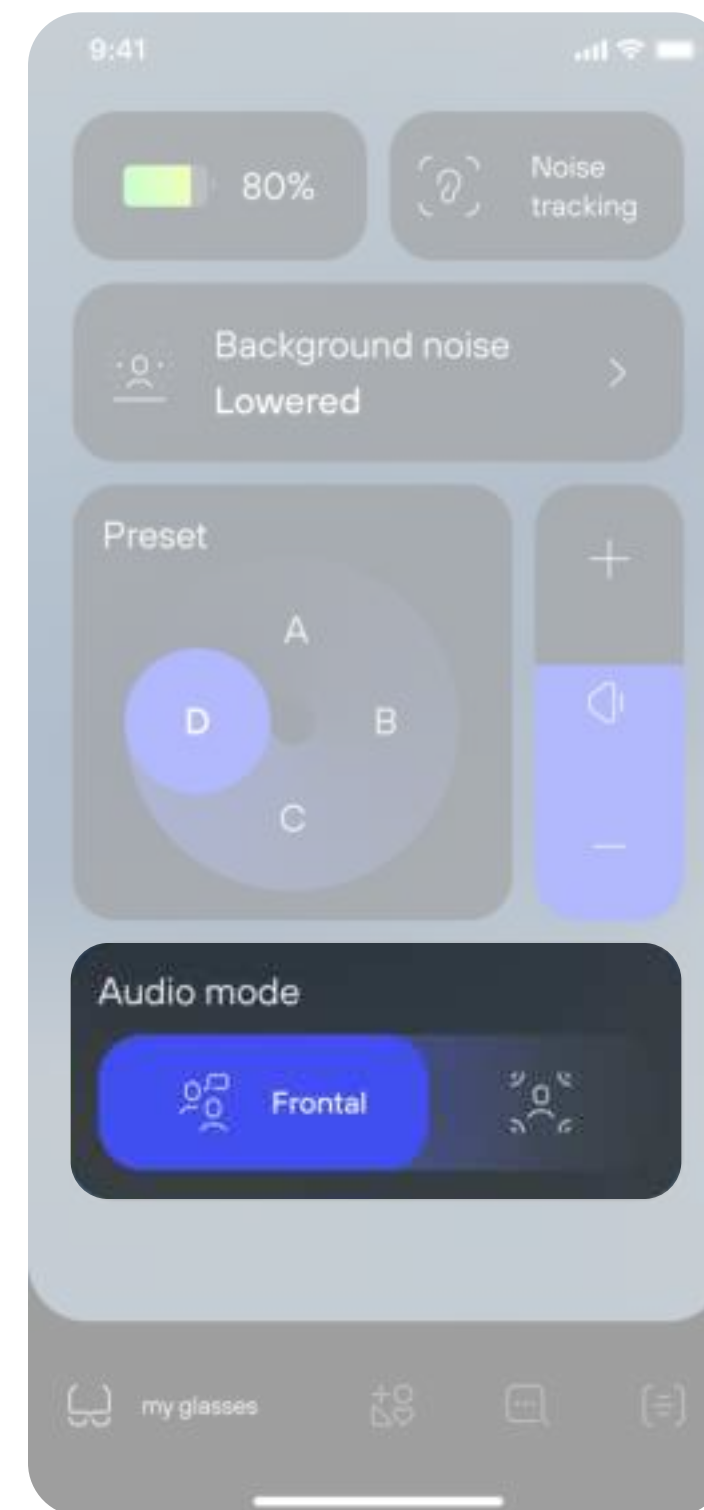 9:41
80%
Noise
tracking
Background noise
Lowered
Preset
A
D
B
C
Audio mode
Frontal
my glasses